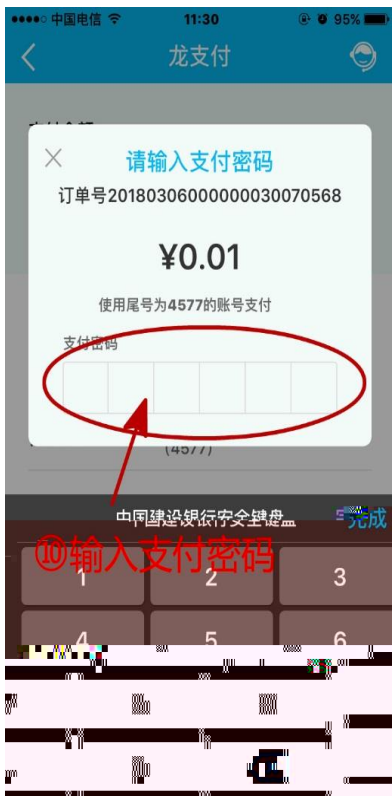 中国电信 11:30 95%
龙支付
请输入支付密码
订单号20180306000000030070568
¥0.01
使用尾号为4577的账号支付
支付密码
(4577)
中国建设银行安全键盘 完成
⑩输入支付密码
1 2 3
4 5 6